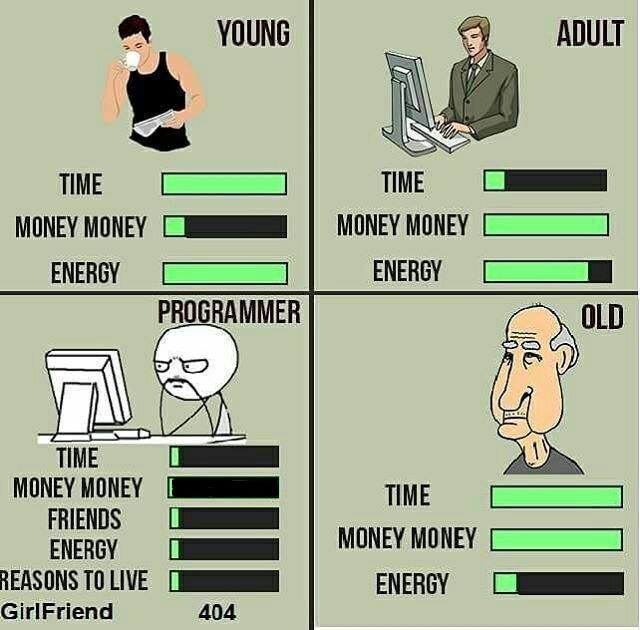 YOUNG
TIME
MONEY MONEY
ENERGY
ADULT
TIME
MONEY MONEY
ENERGY
PROGRAMMER
TIME
MONEY MONEY
FRIENDS
ENERGY
REASONS TO LIVE
GirlFriend 404
OLD
TIME
MONEY MONEY
ENERGY